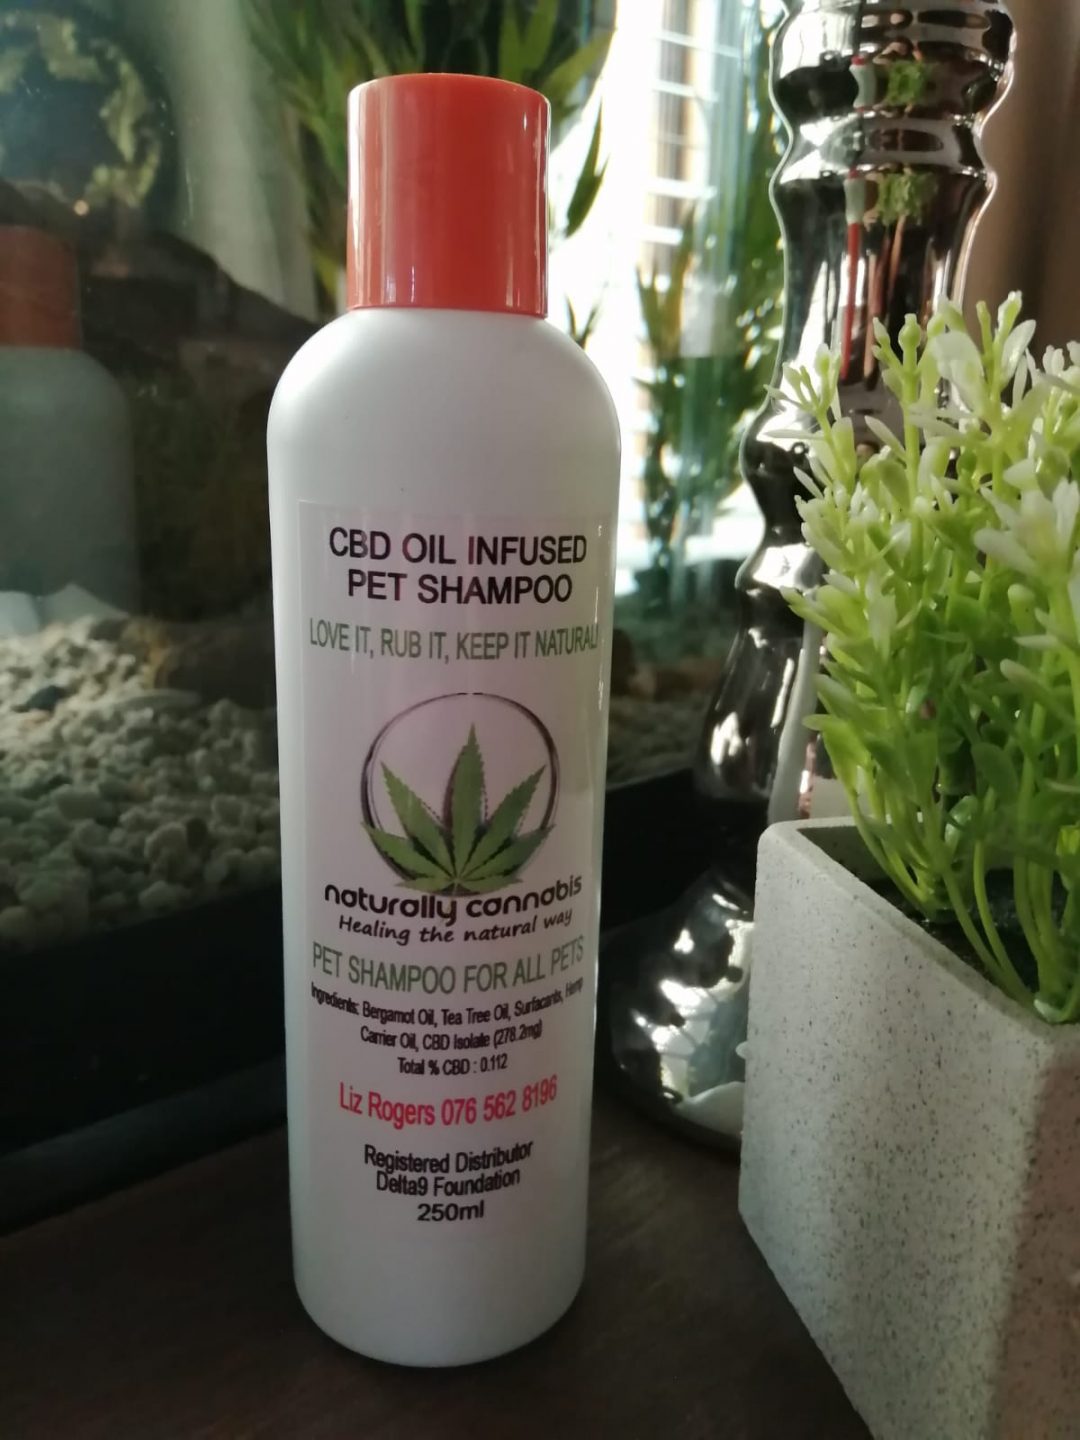 CBD OIL INFUSED
PET SHAMPOO
LOVE IT, RUB IT, KEEP IT NATURAL!
naturally cannabis
Healing the natural way
PET SHAMPOO FOR ALL PETS
Ingredients: Bergamot Oil, Tea Tree Oil, Surfacants, Hemp
Carrier Oil, CBD Isolate (278.2mg)
Total % CBD : 0.112
Liz Rogers 076 562 8196
Registered Distributor
Delta9 Foundation
250ml